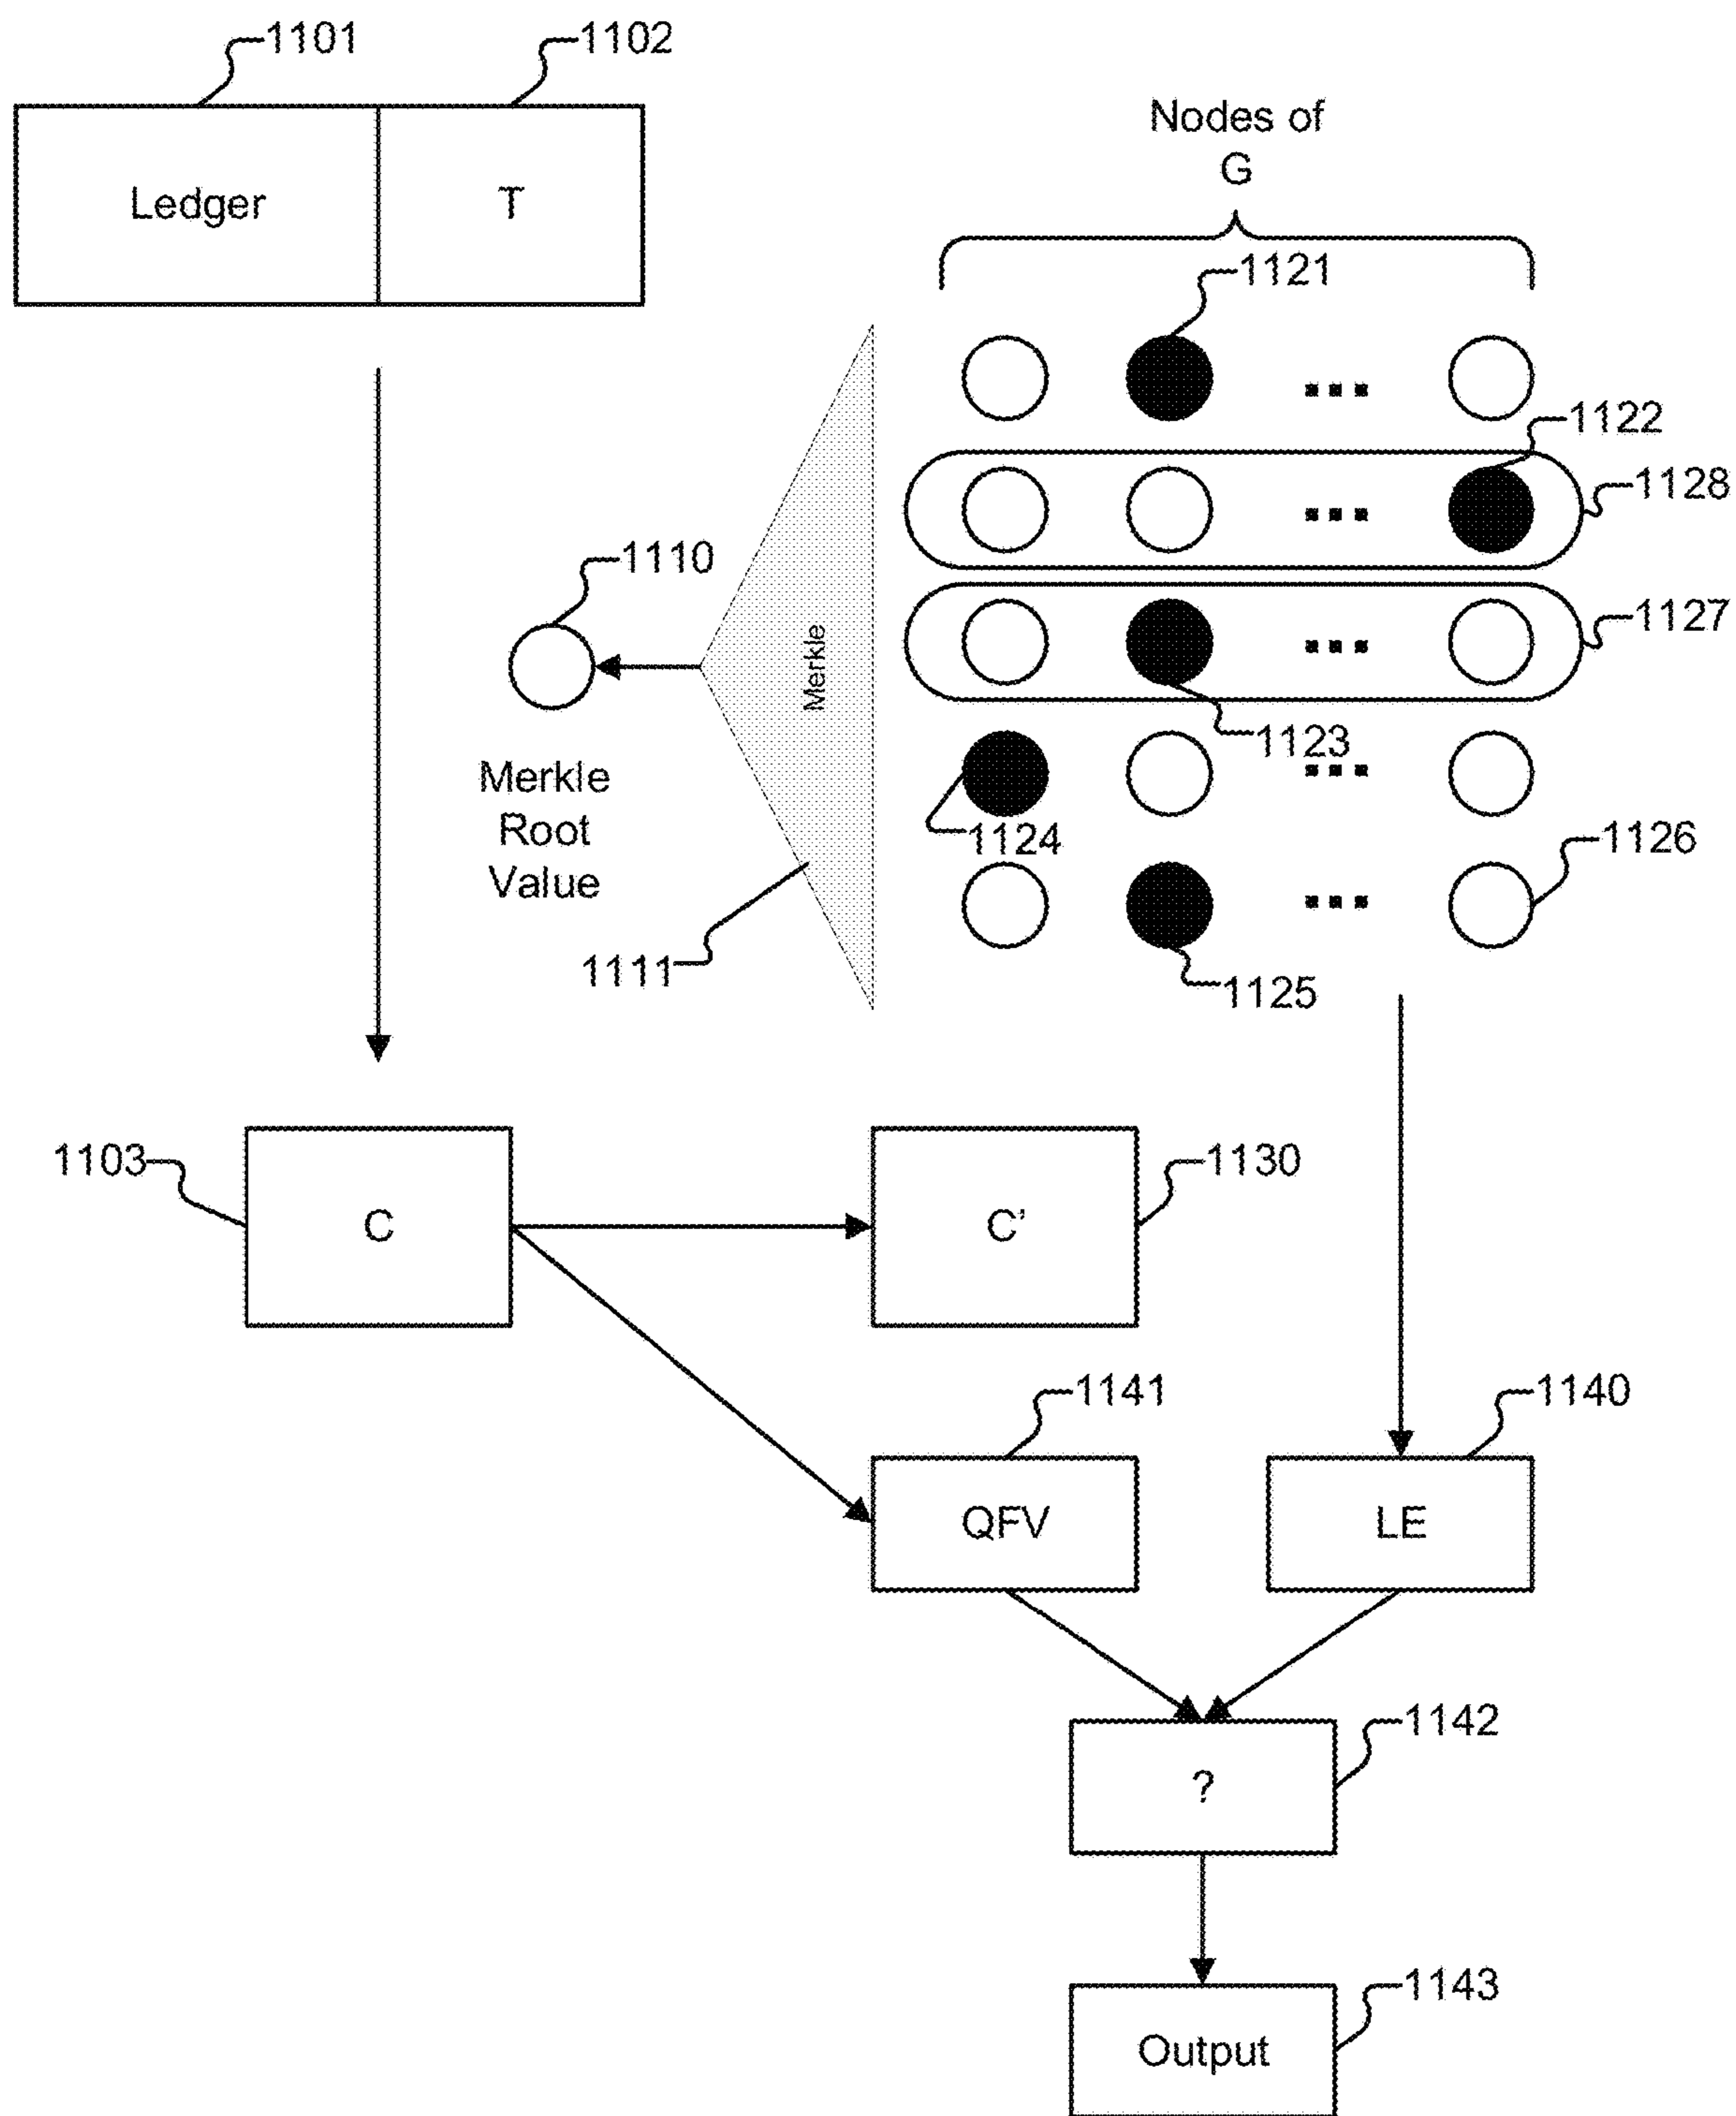 1101
1102
Ledger
T
Nodes of
G
1121
1122
1128
1110
1127
Merkle
1123
Merkle
Root
Value
1124
1126
1111
1125
1103
C
C'
1130
1141
1140
QFV
LE
1142
?
1143
Output